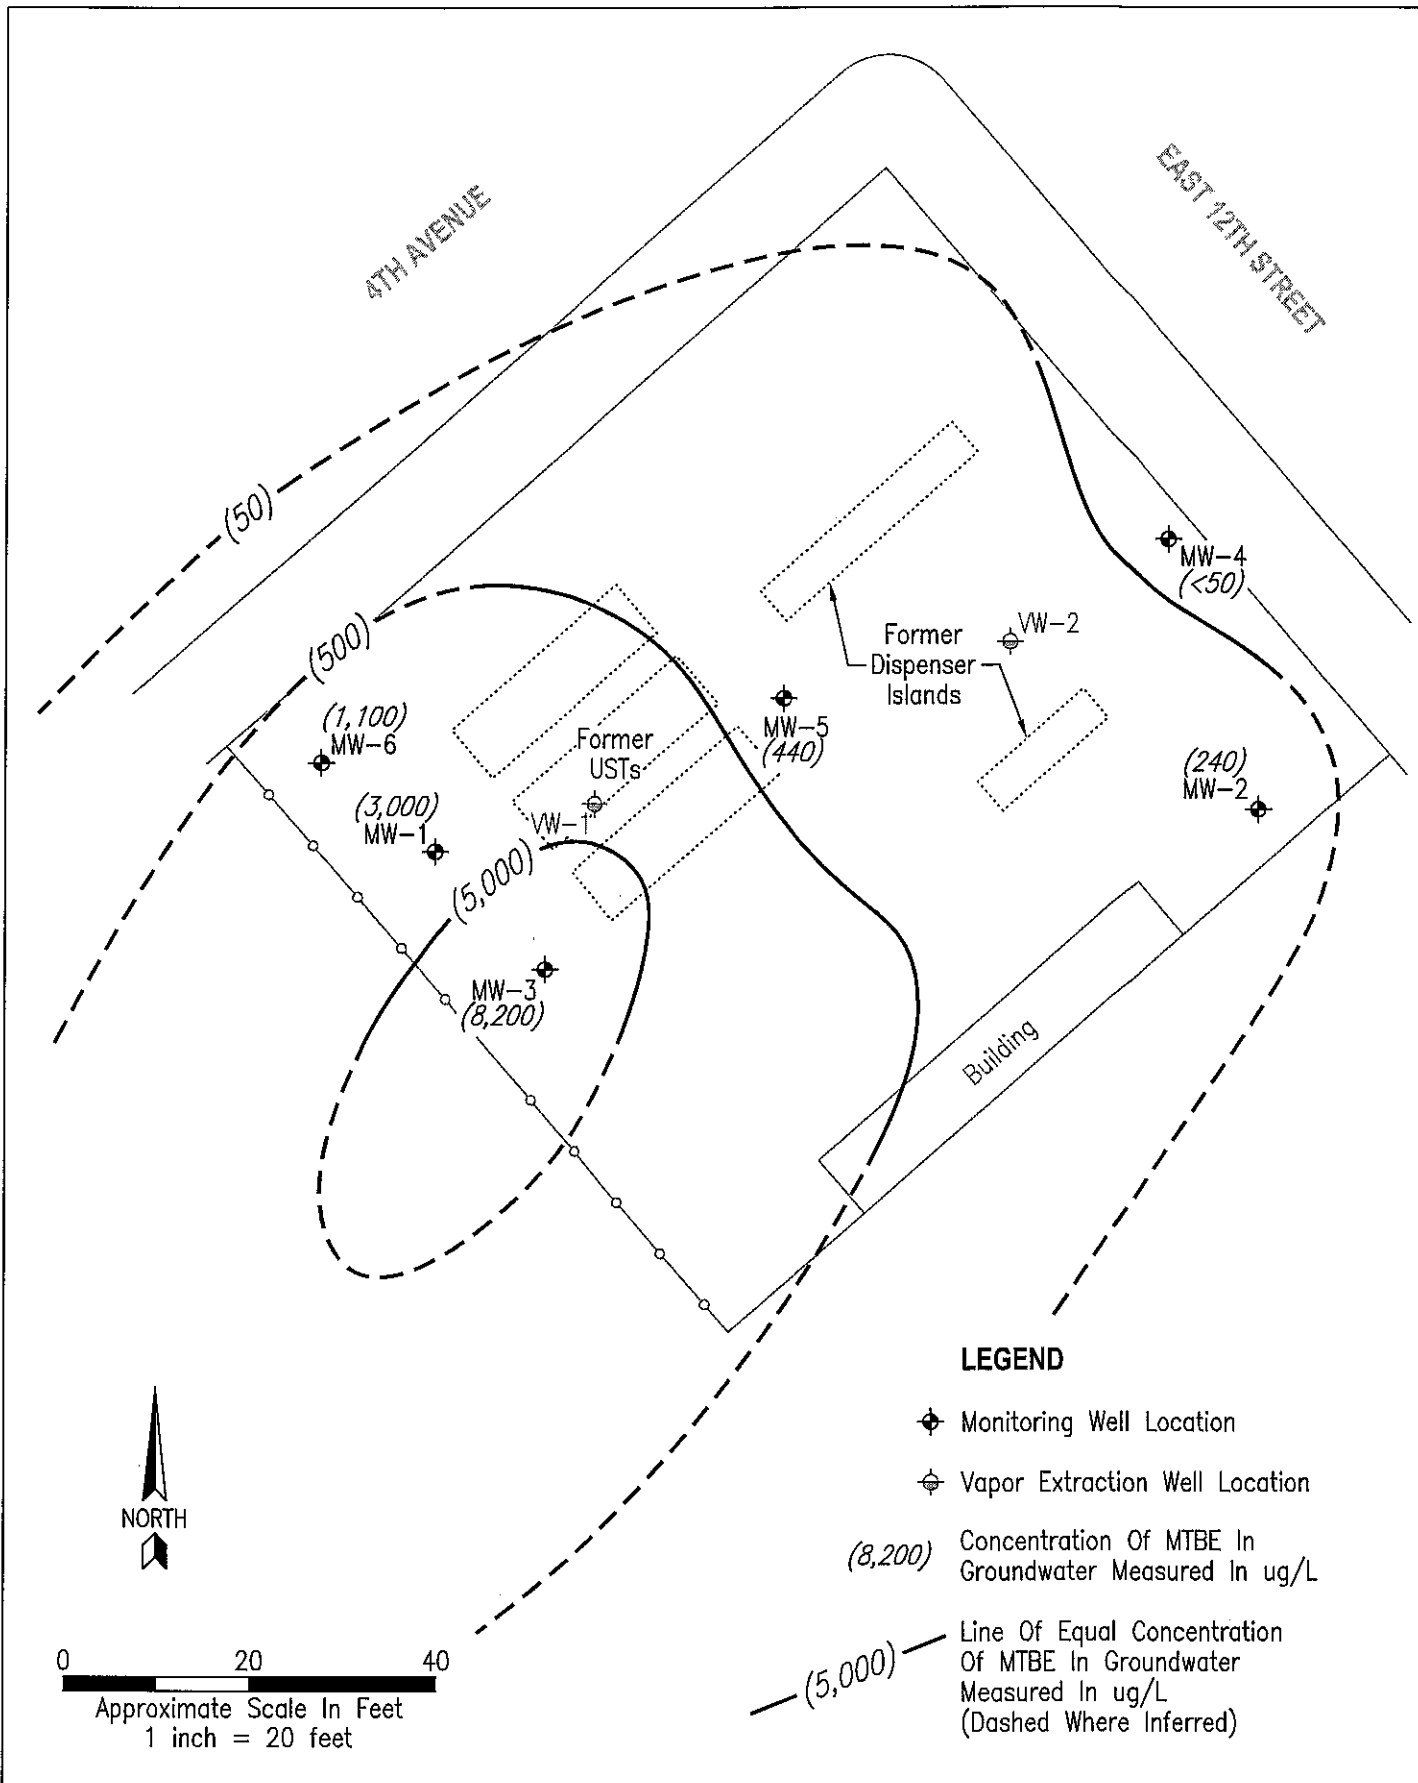 4TH AVENUE
EAST 12TH STREET
(50)
(500)
MW-4
(<50)
VW-2
Former
Dispenser
Islands
(1,100)
MW-6
MW-5
(440)
Former
USTs
(240)
MW-2
(3,000)
MW-1
VW-1
(5,000)
MW-3
(8,200)
Building
LEGEND
Monitoring Well Location
Vapor Extraction Well Location
(8,200)
Concentration Of MTBE In
Groundwater Measured In ug/L
(5,000)
Line Of Equal Concentration
Of MTBE In Groundwater
Measured In ug/L
(Dashed Where Inferred)
NORTH
0 20 40
Approximate Scale In Feet
1 inch = 20 feet